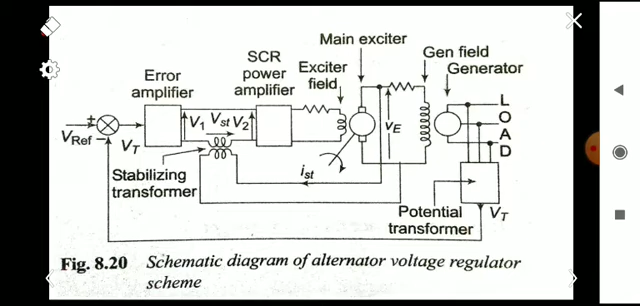 Main exciter
Gen field
Generator
SCR
power
amplifier
Exciter
field
Error
amplifier
L
O
A
D
+
V1 Vst V2
VE
VRef
−
VT
Stabilizing
transformer
ist
Potential
transformer
VT
Fig. 8.20 Schematic diagram of alternator voltage regulator
scheme